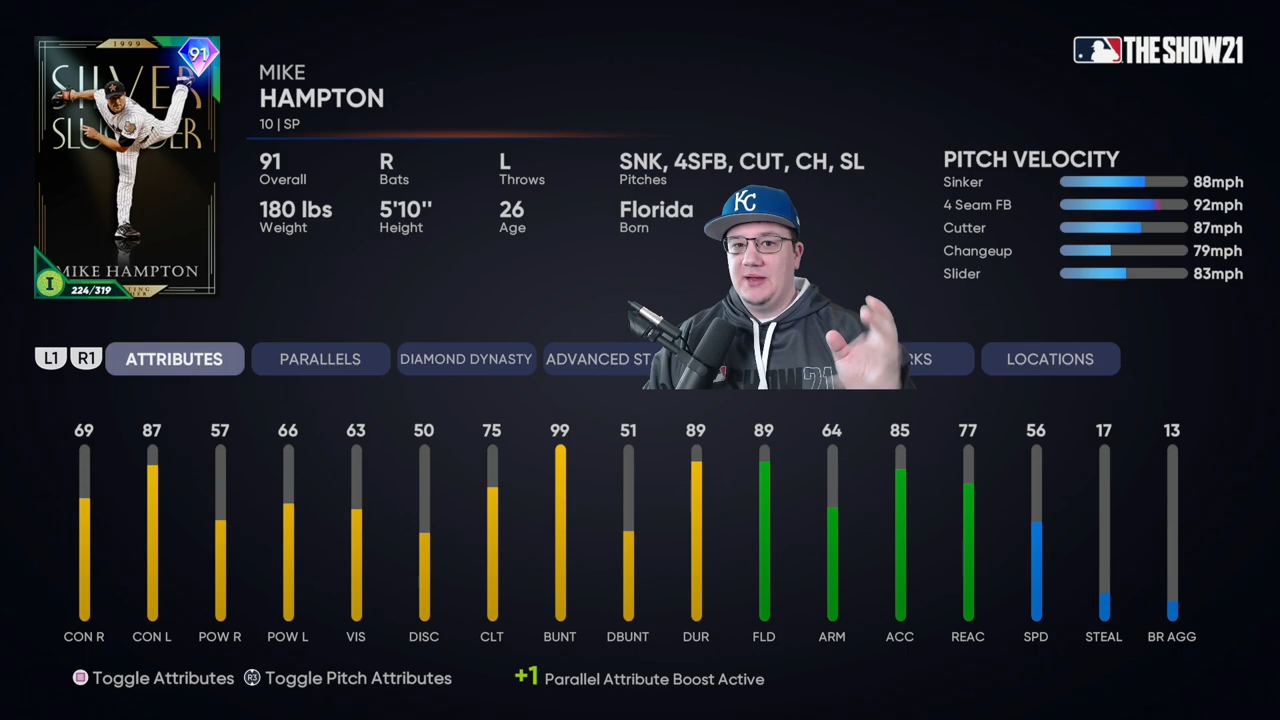 1999
91
SILVER
MIKE HAMPTON
I
224/319
MIKE
HAMPTON
10 | SP
91
Overall
R
Bats
L
Throws
SNK, 4SFB, CUT, CH, SL
Pitches
180 lbs
Weight
5'10''
Height
26
Age
Florida
Born
KC
THE SHOW21
PITCH VELOCITY
Sinker 88mph
4 Seam FB 92mph
Cutter 87mph
Changeup 79mph
Slider 83mph
L1 R1 ATTRIBUTES PARALLELS DIAMOND DYNASTY ADVANCED LOCATIONS
69 87 57 66 63 50 75 99 51 89 89 64 85 77 56 17 13
CON R CON L POW R POW L VIS DISC CLT BUNT DBUNT DUR FLD ARM ACC REAC SPD STEAL BR AGG
Toggle Attributes R3 Toggle Pitch Attributes +1 Parallel Attribute Boost Active